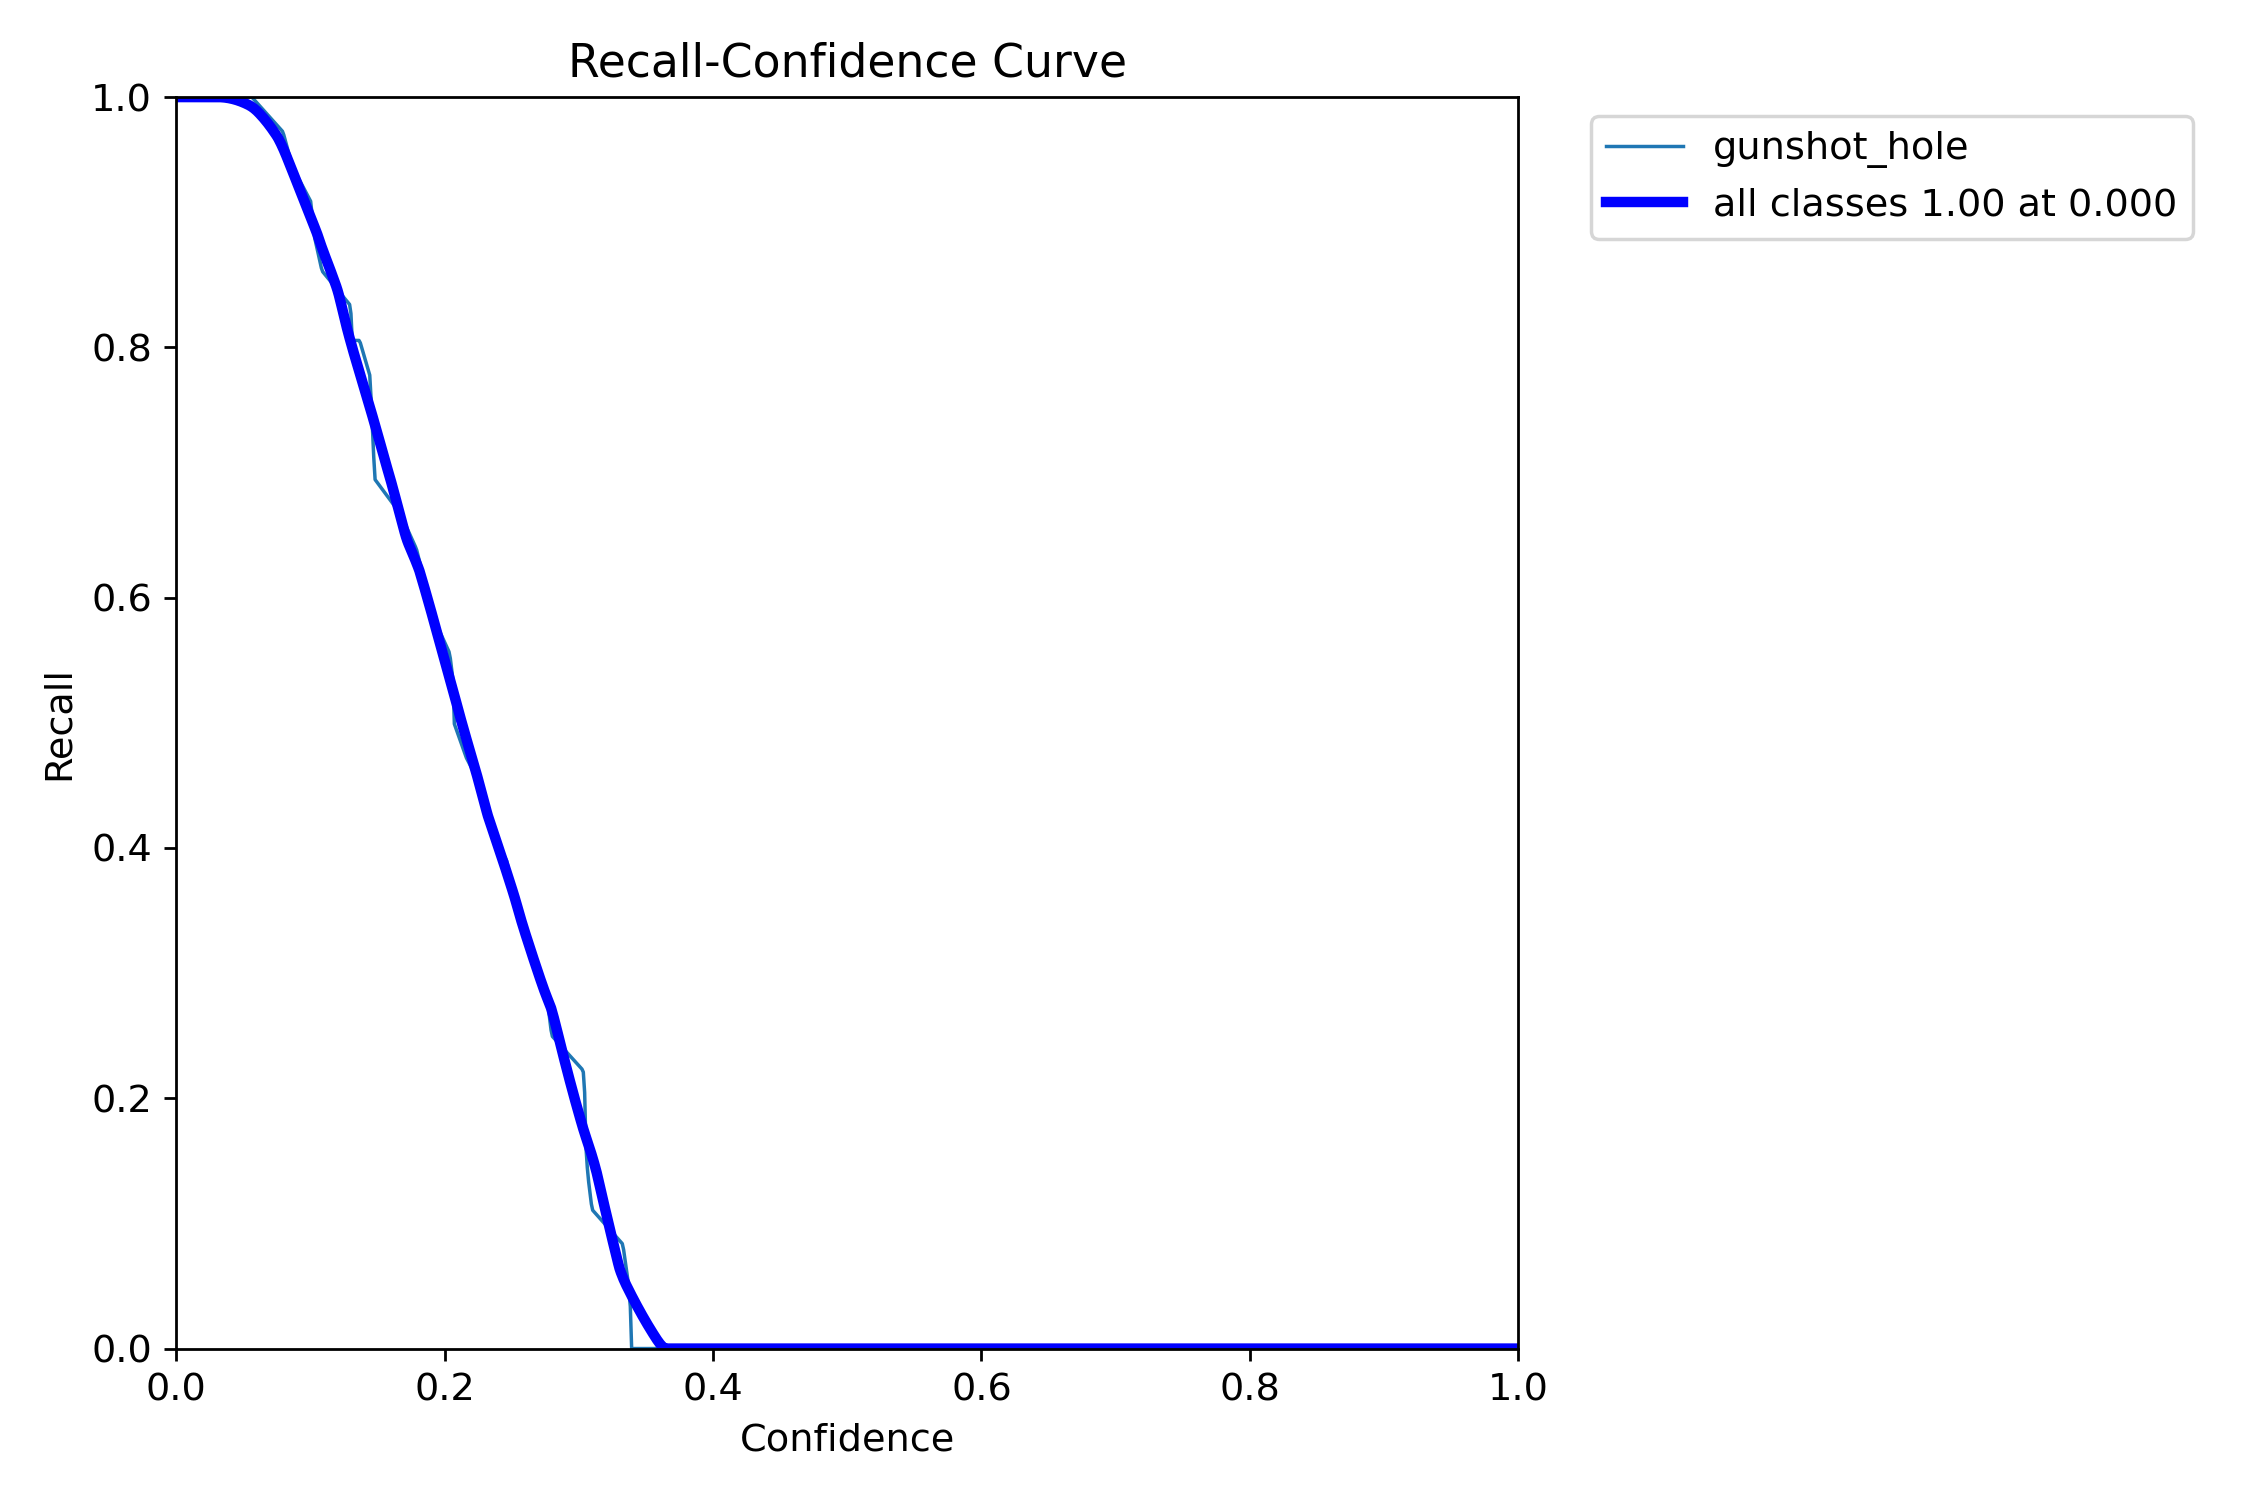 Recall-Confidence Curve
1.0
0.8
0.6
0.4
0.2
0.0
Recall
0.0 0.2 0.4 0.6 0.8 1.0
Confidence
gunshot_hole
all classes 1.00 at 0.000